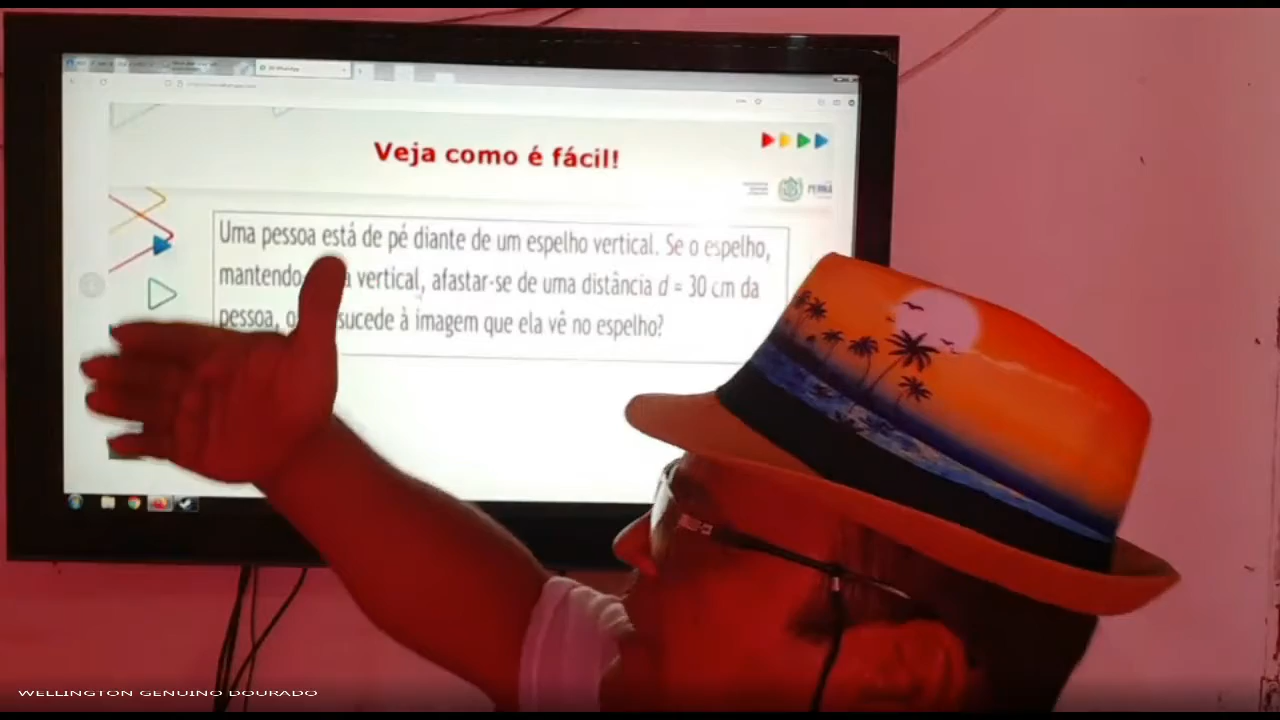 Veja como é fácil!
Uma pessoa está de pé diante de um espelho vertical. Se o espelho,
mantendo vertical, afastar-se de uma distância d = 30 cm da
pessoa, o sucede à imagem que ela vê no espelho?
WELLINGTON GENUINO DOURADO